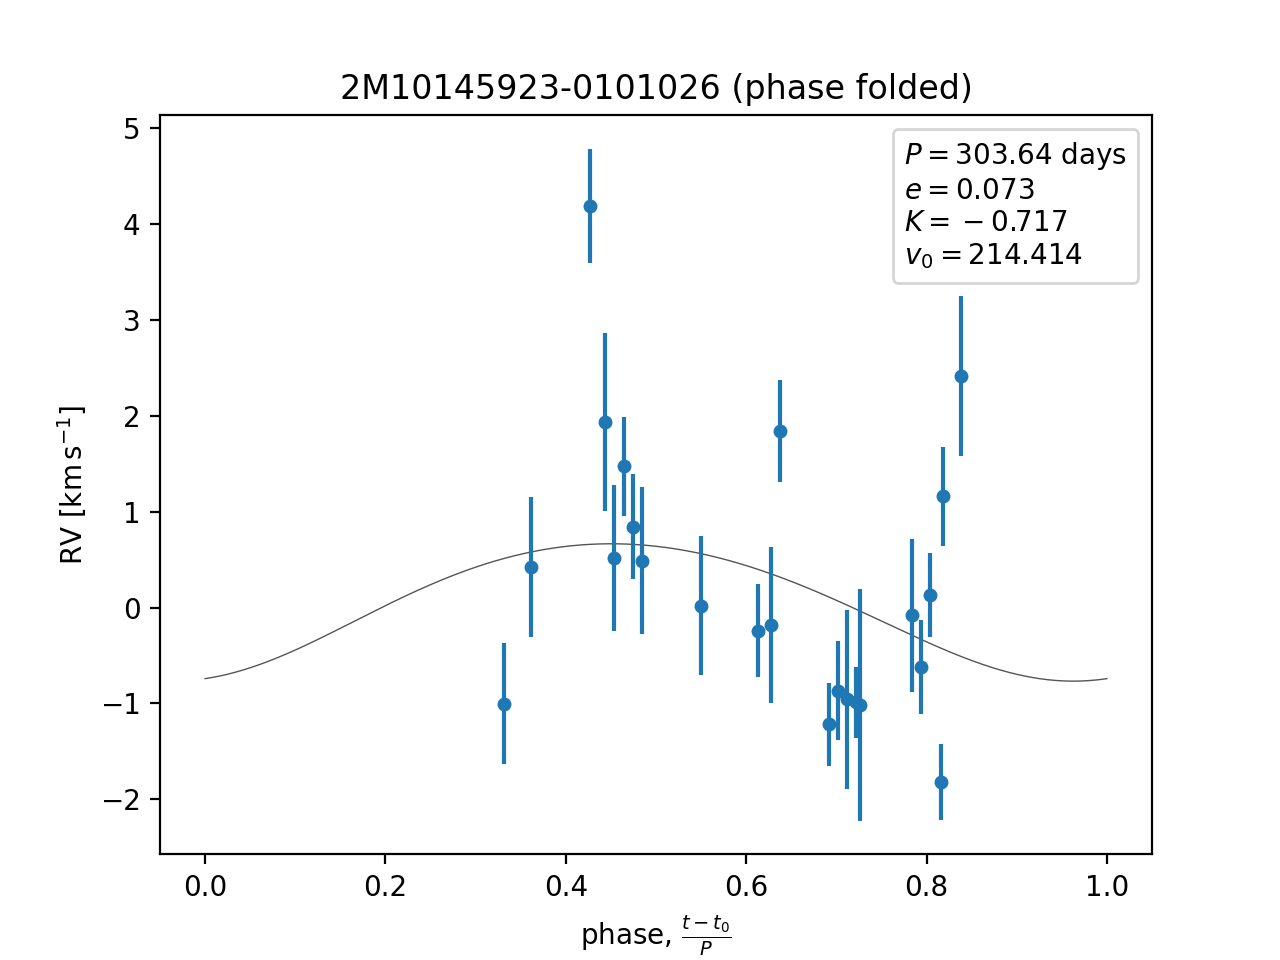 2M10145923-0101026 (phase folded)
P = 303.64 days
e = 0.073
K = −0.717
v₀ = 214.414
5
4
3
2
1
0
−1
−2
RV [km s⁻¹]
0.0 0.2 0.4 0.6 0.8 1.0
phase, (t − t₀)/P